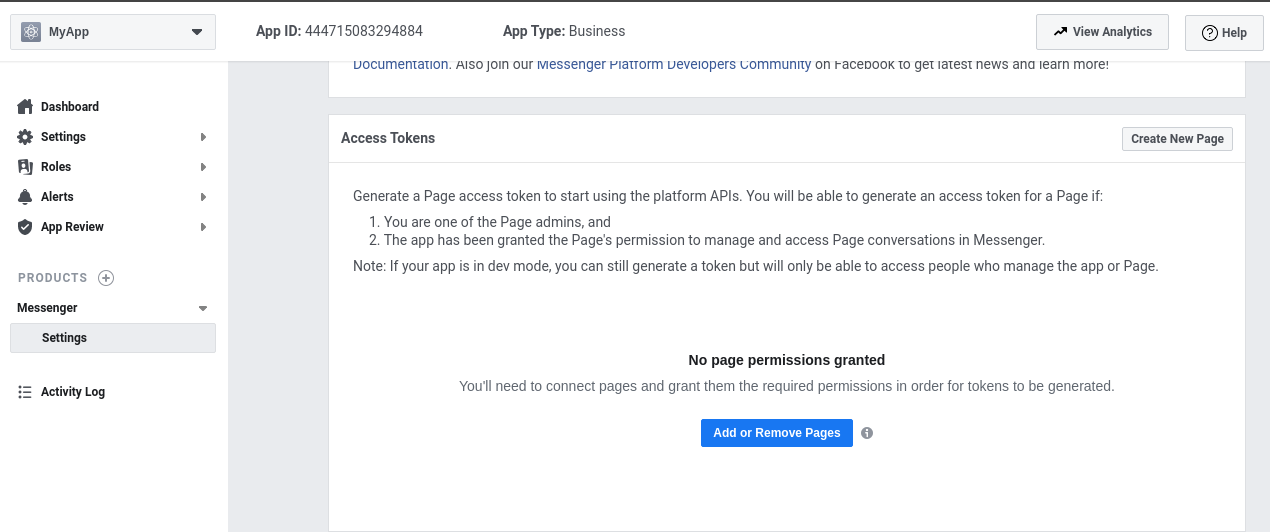 MyApp
App ID: 444715083294884
App Type: Business
View Analytics
Help
Dashboard
Settings
Roles
Alerts
App Review
PRODUCTS
Messenger
Settings
Activity Log
Documentation. Also join our Messenger Platform Developers Community on Facebook to get latest news and learn more!
Access Tokens
Create New Page
Generate a Page access token to start using the platform APIs. You will be able to generate an access token for a Page if:
1. You are one of the Page admins, and
2. The app has been granted the Page's permission to manage and access Page conversations in Messenger.
Note: If your app is in dev mode, you can still generate a token but will only be able to access people who manage the app or Page.
No page permissions granted
You'll need to connect pages and grant them the required permissions in order for tokens to be generated.
Add or Remove Pages